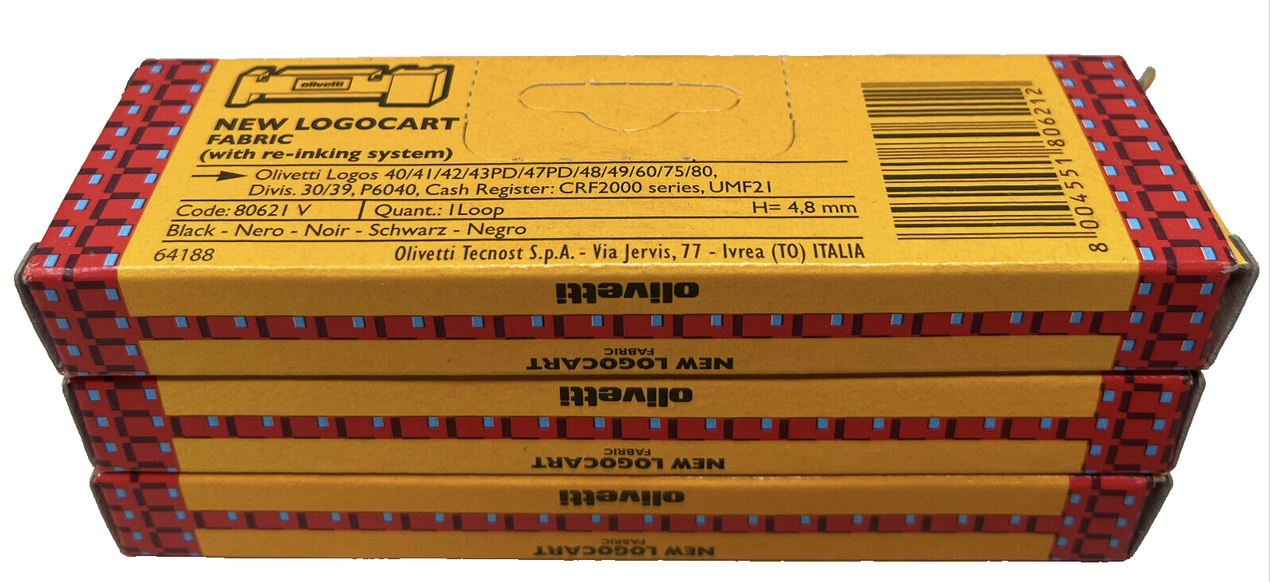 olivetti
NEW LOGOCART
FABRIC
(with re-inking system)
Olivetti Logos 40/41/42/43PD/47PD/48/49/60/75/80,
Divis. 30/39, P6040, Cash Register: CRF2000 series, UMF21
Code: 80621 V Quant.: 1Loop H= 4,8 mm
Black - Nero - Noir - Schwarz - Negro
64188 Olivetti Tecnost S.p.A. - Via Jervis, 77 - Ivrea (TO) ITALIA
8 004551 806212
olivetti
NEW LOGOCART
FABRIC
olivetti
NEW LOGOCART
FABRIC
olivetti
NEW LOGOCART
FABRIC